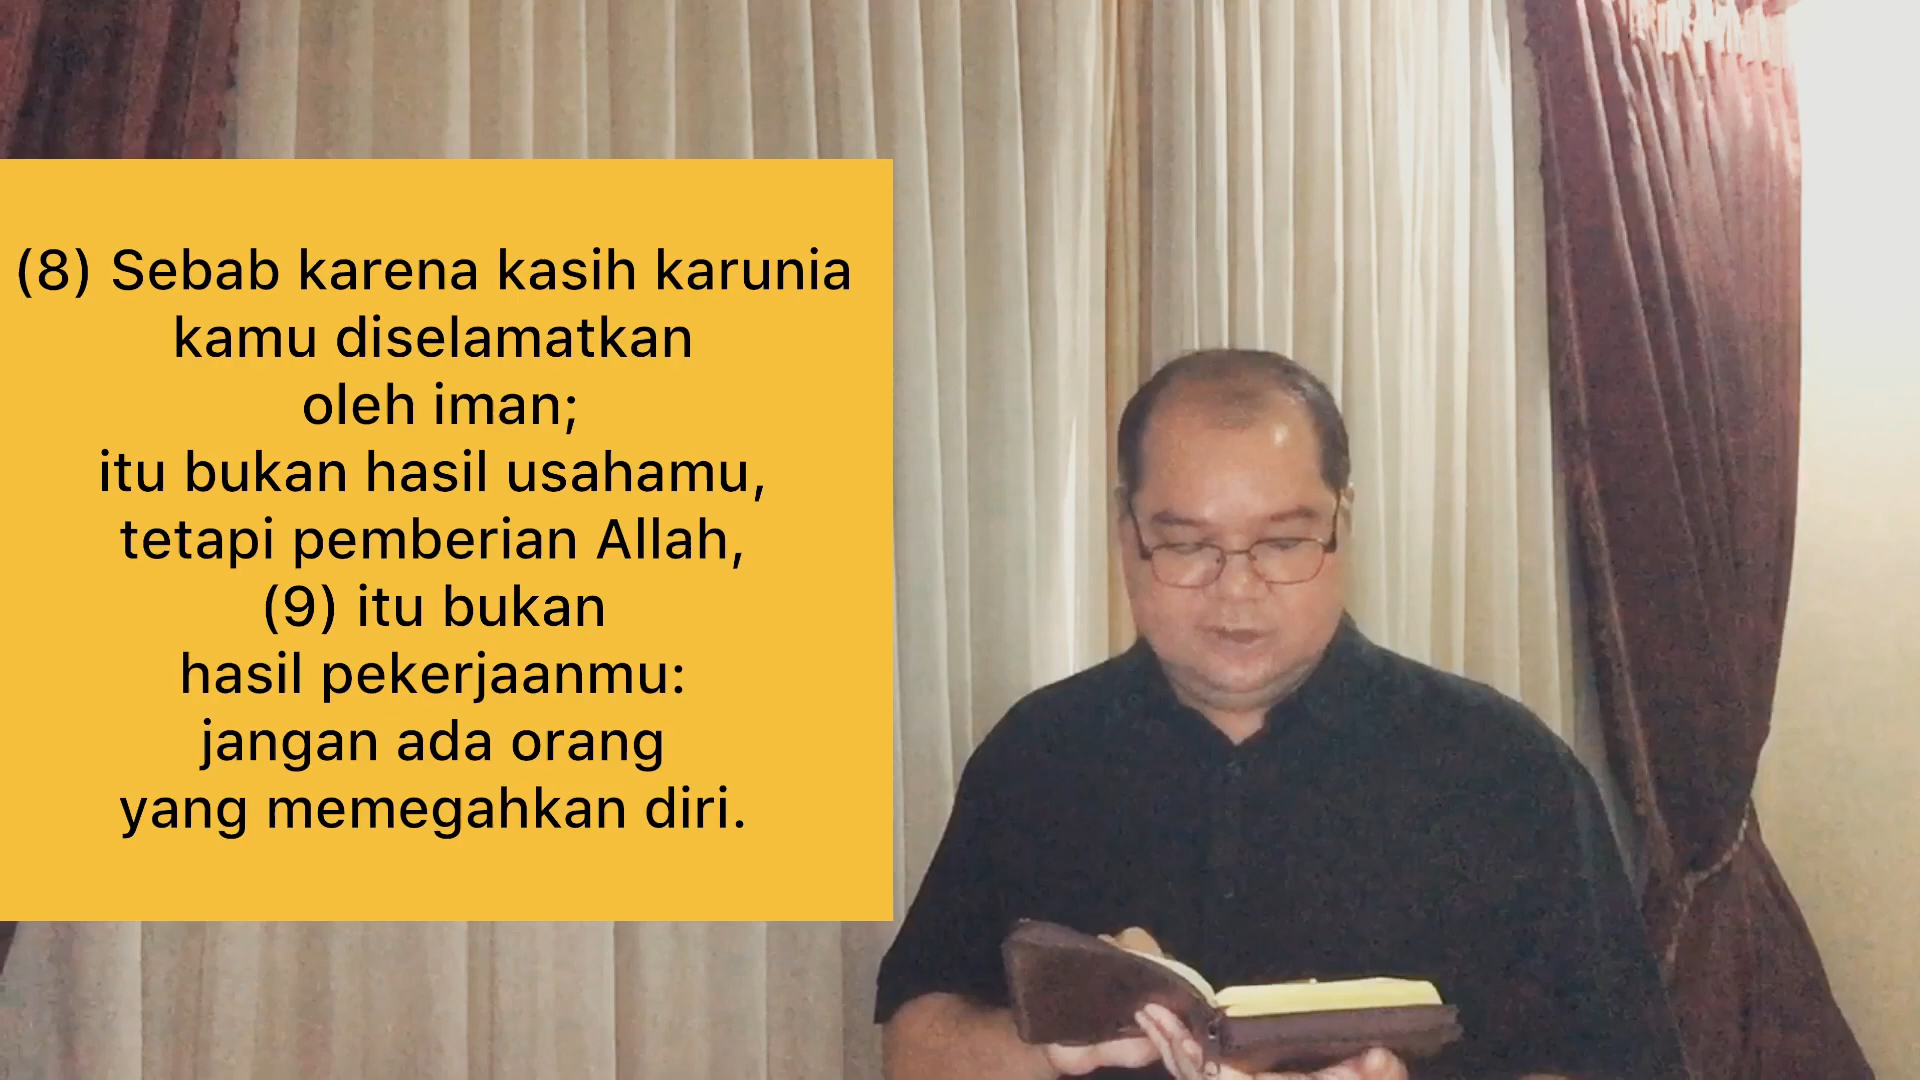 (8) Sebab karena kasih karunia
kamu diselamatkan
oleh iman;
itu bukan hasil usahamu,
tetapi pemberian Allah,
(9) itu bukan
hasil pekerjaanmu:
jangan ada orang
yang memegahkan diri.